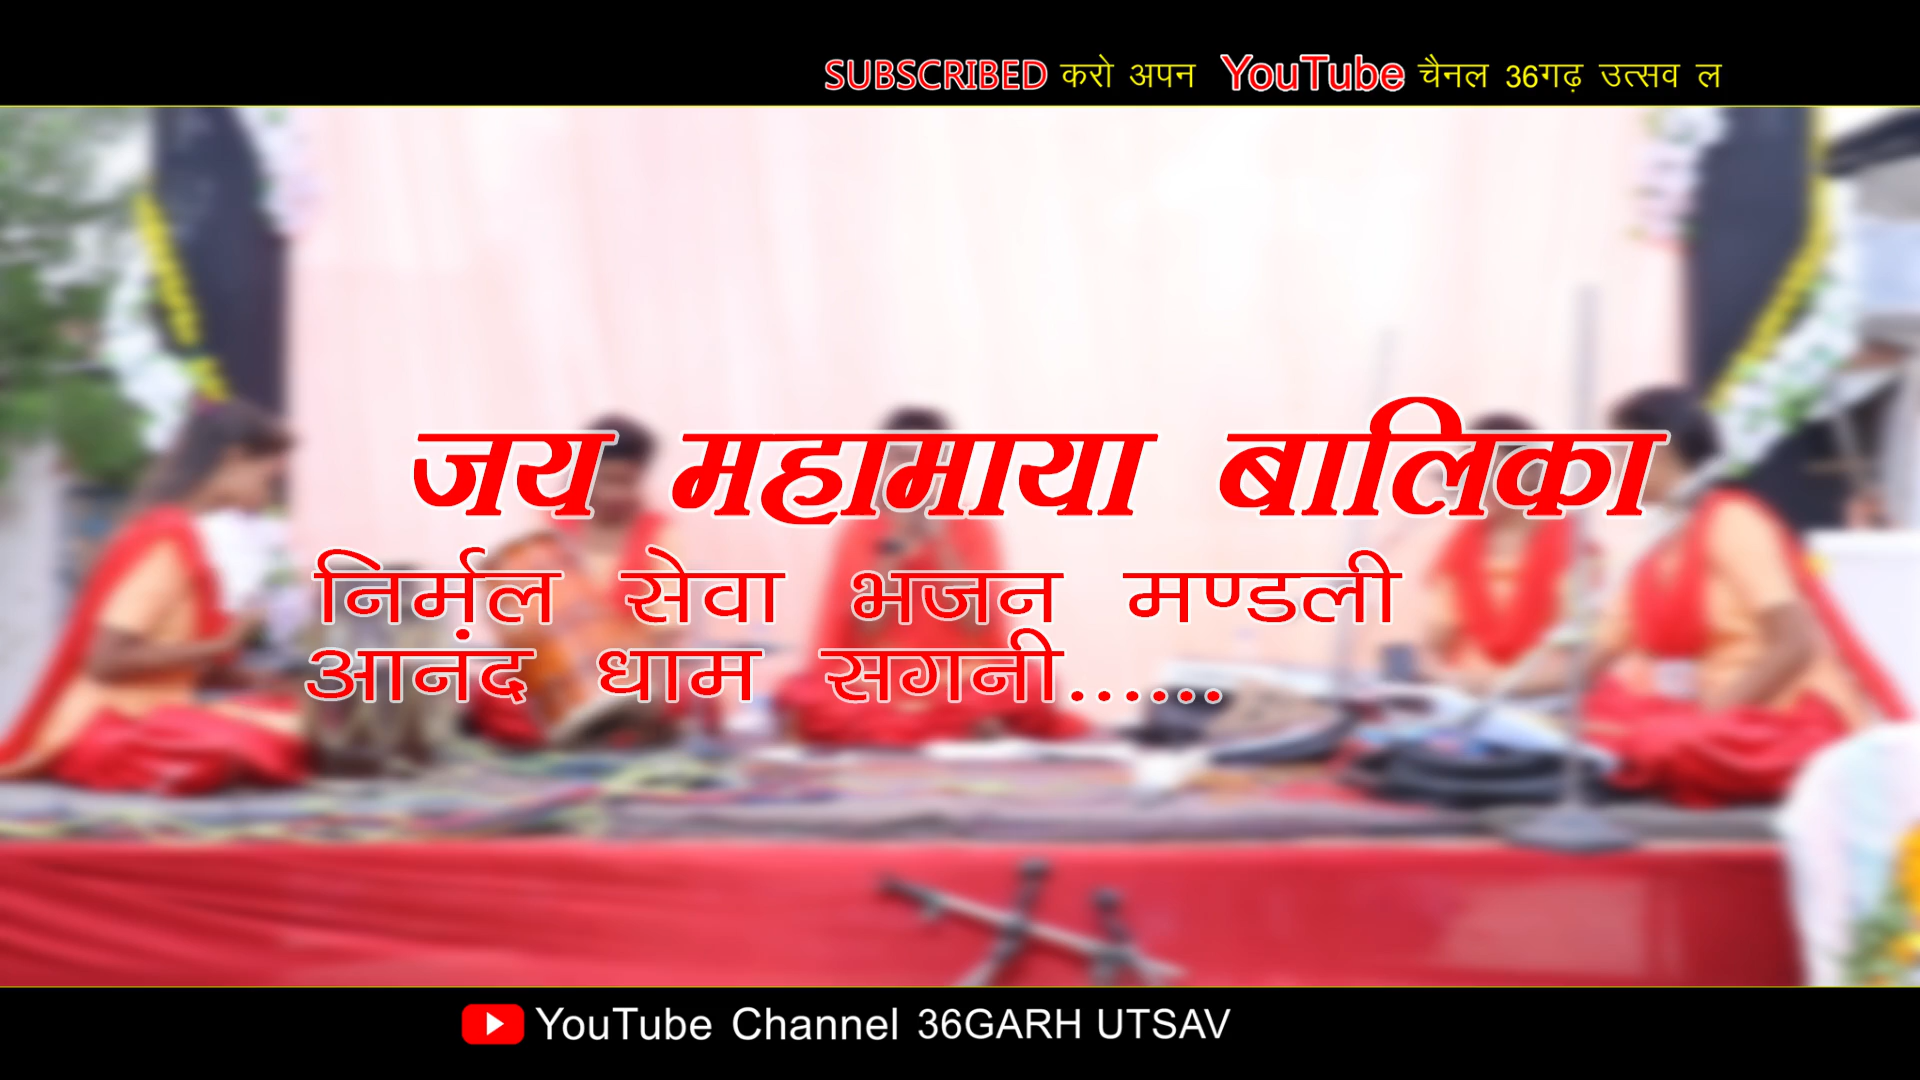 SUBSCRIBED करो अपन YouTube चैनल 36गढ़ उत्सव ल
जय महामाया बालिका
निर्मल सेवा भजन मण्डली
आनंद धाम सगनी......
YouTube Channel 36GARH UTSAV